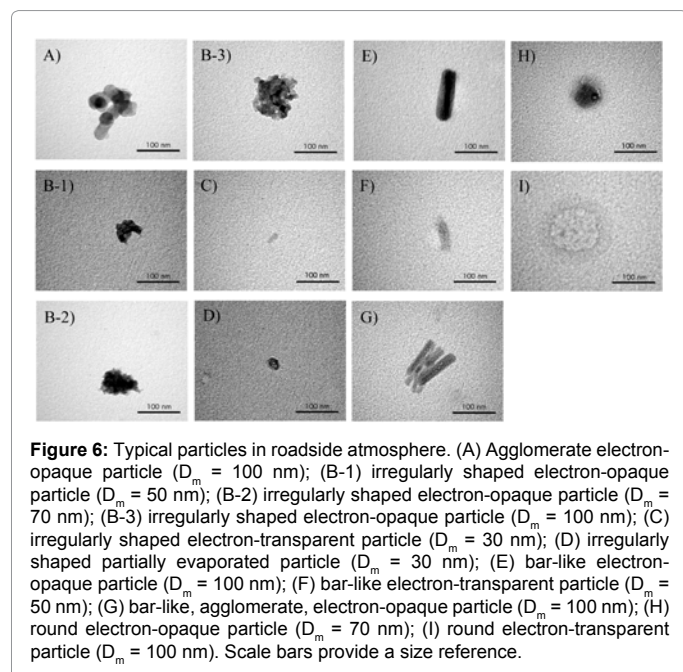 A)
B-3)
E)
H)
100 nm
100 nm
100 nm
100 nm
B-1)
C)
F)
I)
100 nm
100 nm
100 nm
100 nm
B-2)
D)
G)
100 nm
100 nm
100 nm
Figure 6: Typical particles in roadside atmosphere. (A) Agglomerate electron-
opaque particle (Dm = 100 nm); (B-1) irregularly shaped electron-opaque
particle (Dm = 50 nm); (B-2) irregularly shaped electron-opaque particle (Dm =
70 nm); (B-3) irregularly shaped electron-opaque particle (Dm = 100 nm); (C)
irregularly shaped electron-transparent particle (Dm = 30 nm); (D) irregularly
shaped partially evaporated particle (Dm = 30 nm); (E) bar-like electron-
opaque particle (Dm = 100 nm); (F) bar-like electron-transparent particle (Dm =
50 nm); (G) bar-like, agglomerate, electron-opaque particle (Dm = 100 nm); (H)
round electron-opaque particle (Dm = 70 nm); (I) round electron-transparent
particle (Dm = 100 nm). Scale bars provide a size reference.